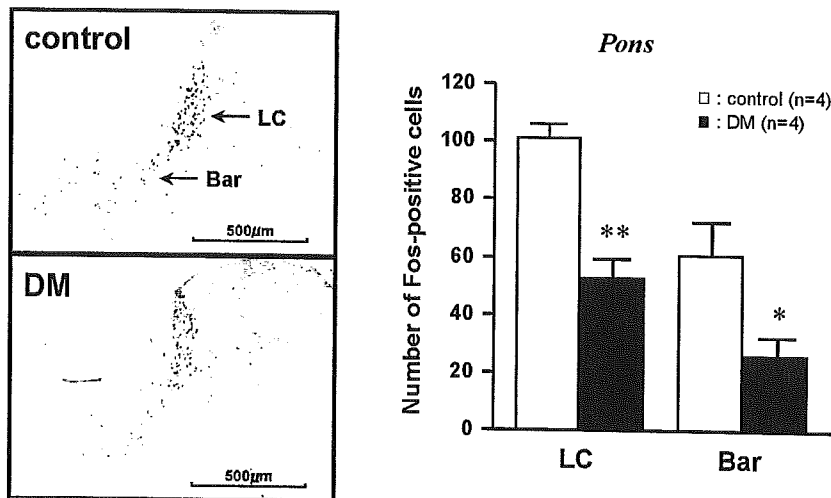 control
LC
Bar
500μm
DM
500μm
Pons
Number of Fos-positive cells
120
100
80
60
40
20
0
□ : control (n=4)
■ : DM (n=4)
**
*
LC
Bar